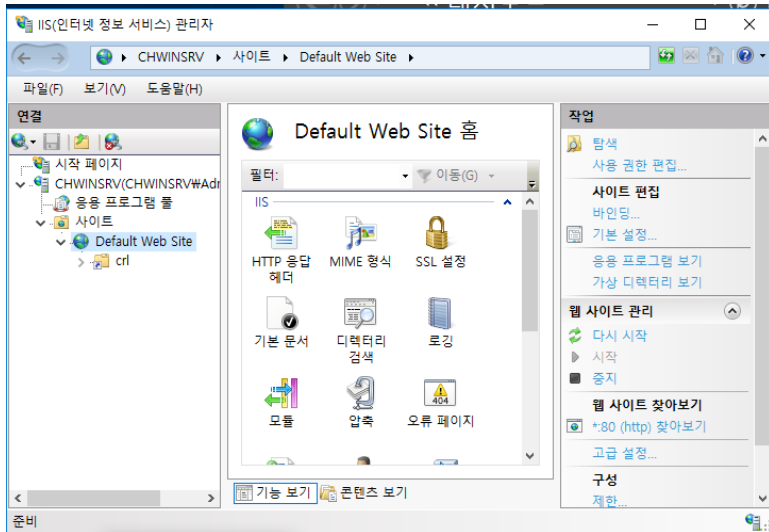 IIS(인터넷 정보 서비스) 관리자
CHWINSRV
사이트
Default Web Site
파일(F) 보기(V) 도움말(H)
연결
시작 페이지
CHWINSRV(CHWINSRV₩Adr
응용 프로그램 풀
사이트
Default Web Site
crl
Default Web Site 홈
필터:
이동(G)
IIS
HTTP 응답 헤더
MIME 형식
SSL 설정
기본 문서
디렉터리 검색
로깅
모듈
압축
404
오류 페이지
기능 보기
콘텐츠 보기
작업
탐색
사용 권한 편집...
사이트 편집
바인딩...
기본 설정...
응용 프로그램 보기
가상 디렉터리 보기
웹 사이트 관리
다시 시작
시작
중지
웹 사이트 찾아보기
*:80 (http) 찾아보기
고급 설정...
구성
제한...
준비